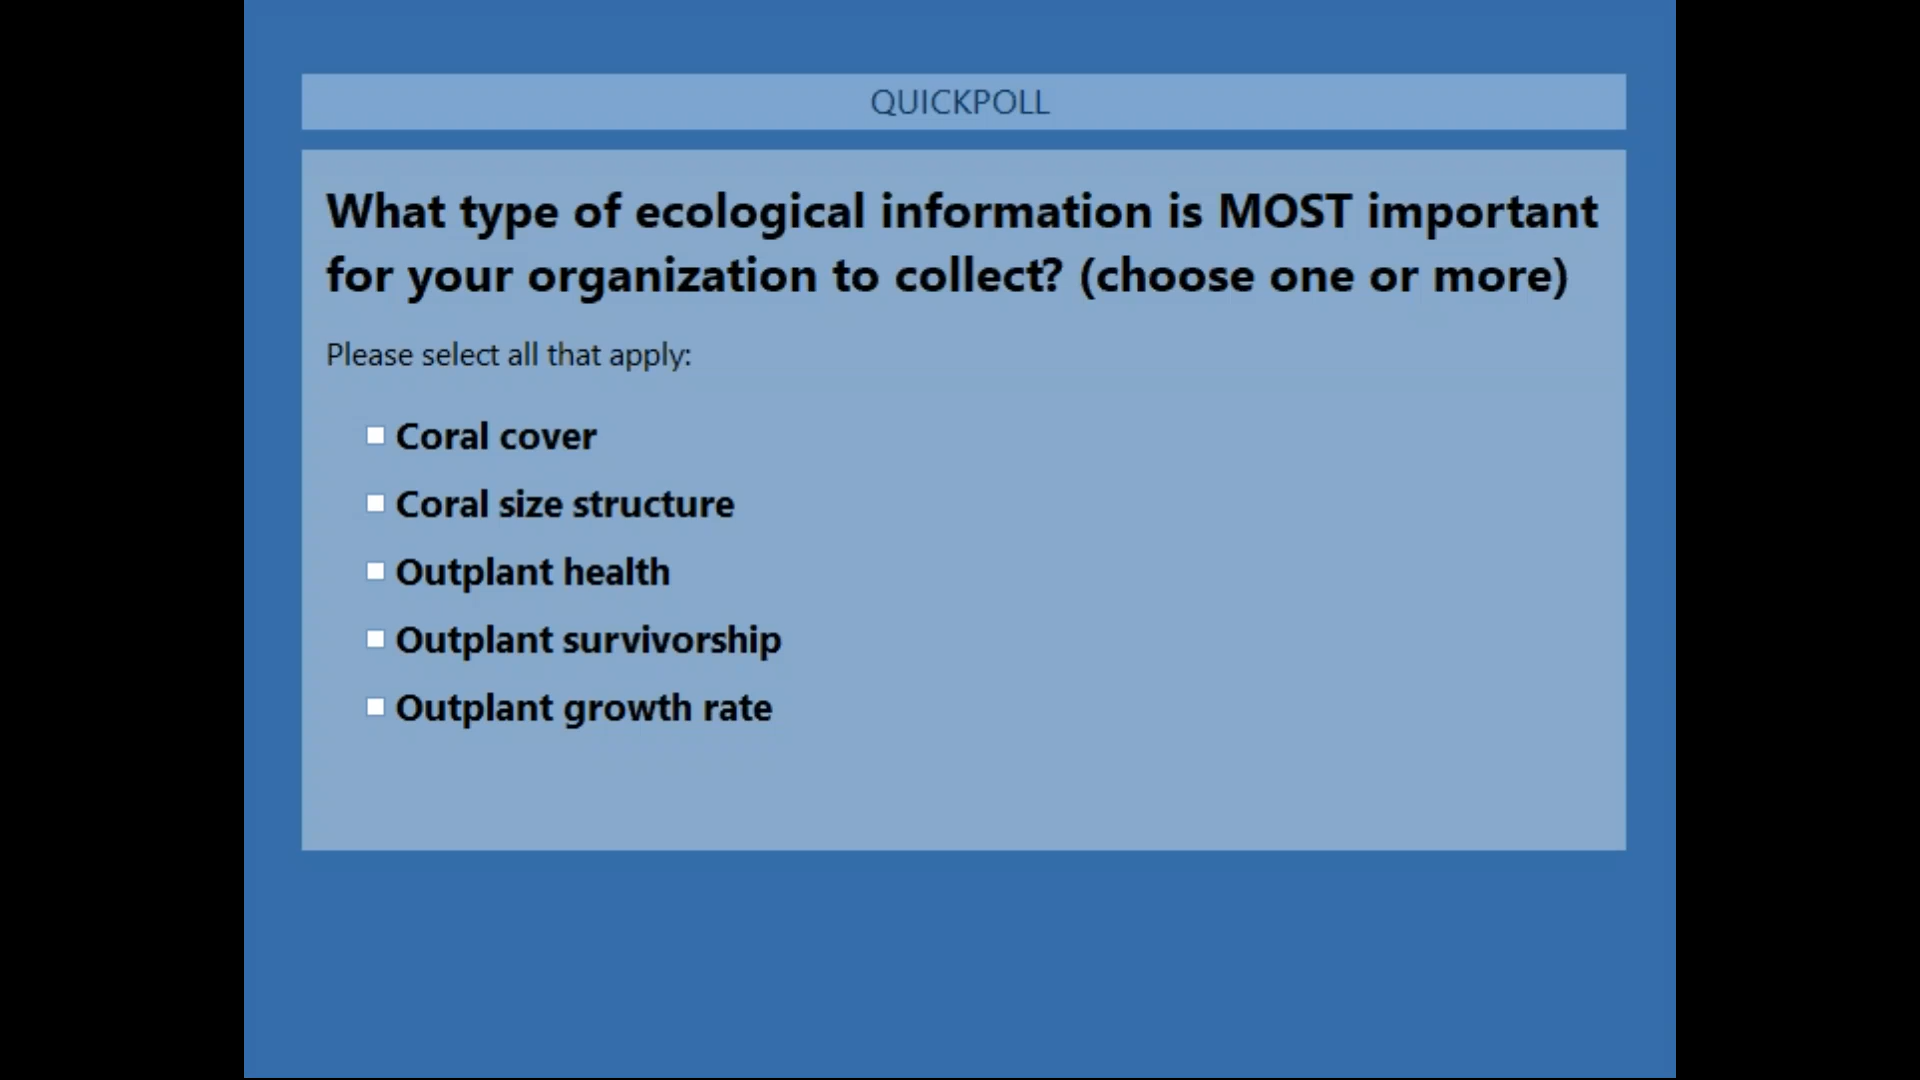 QUICKPOLL
What type of ecological information is MOST important
for your organization to collect? (choose one or more)
Please select all that apply:
Coral cover
Coral size structure
Outplant health
Outplant survivorship
Outplant growth rate